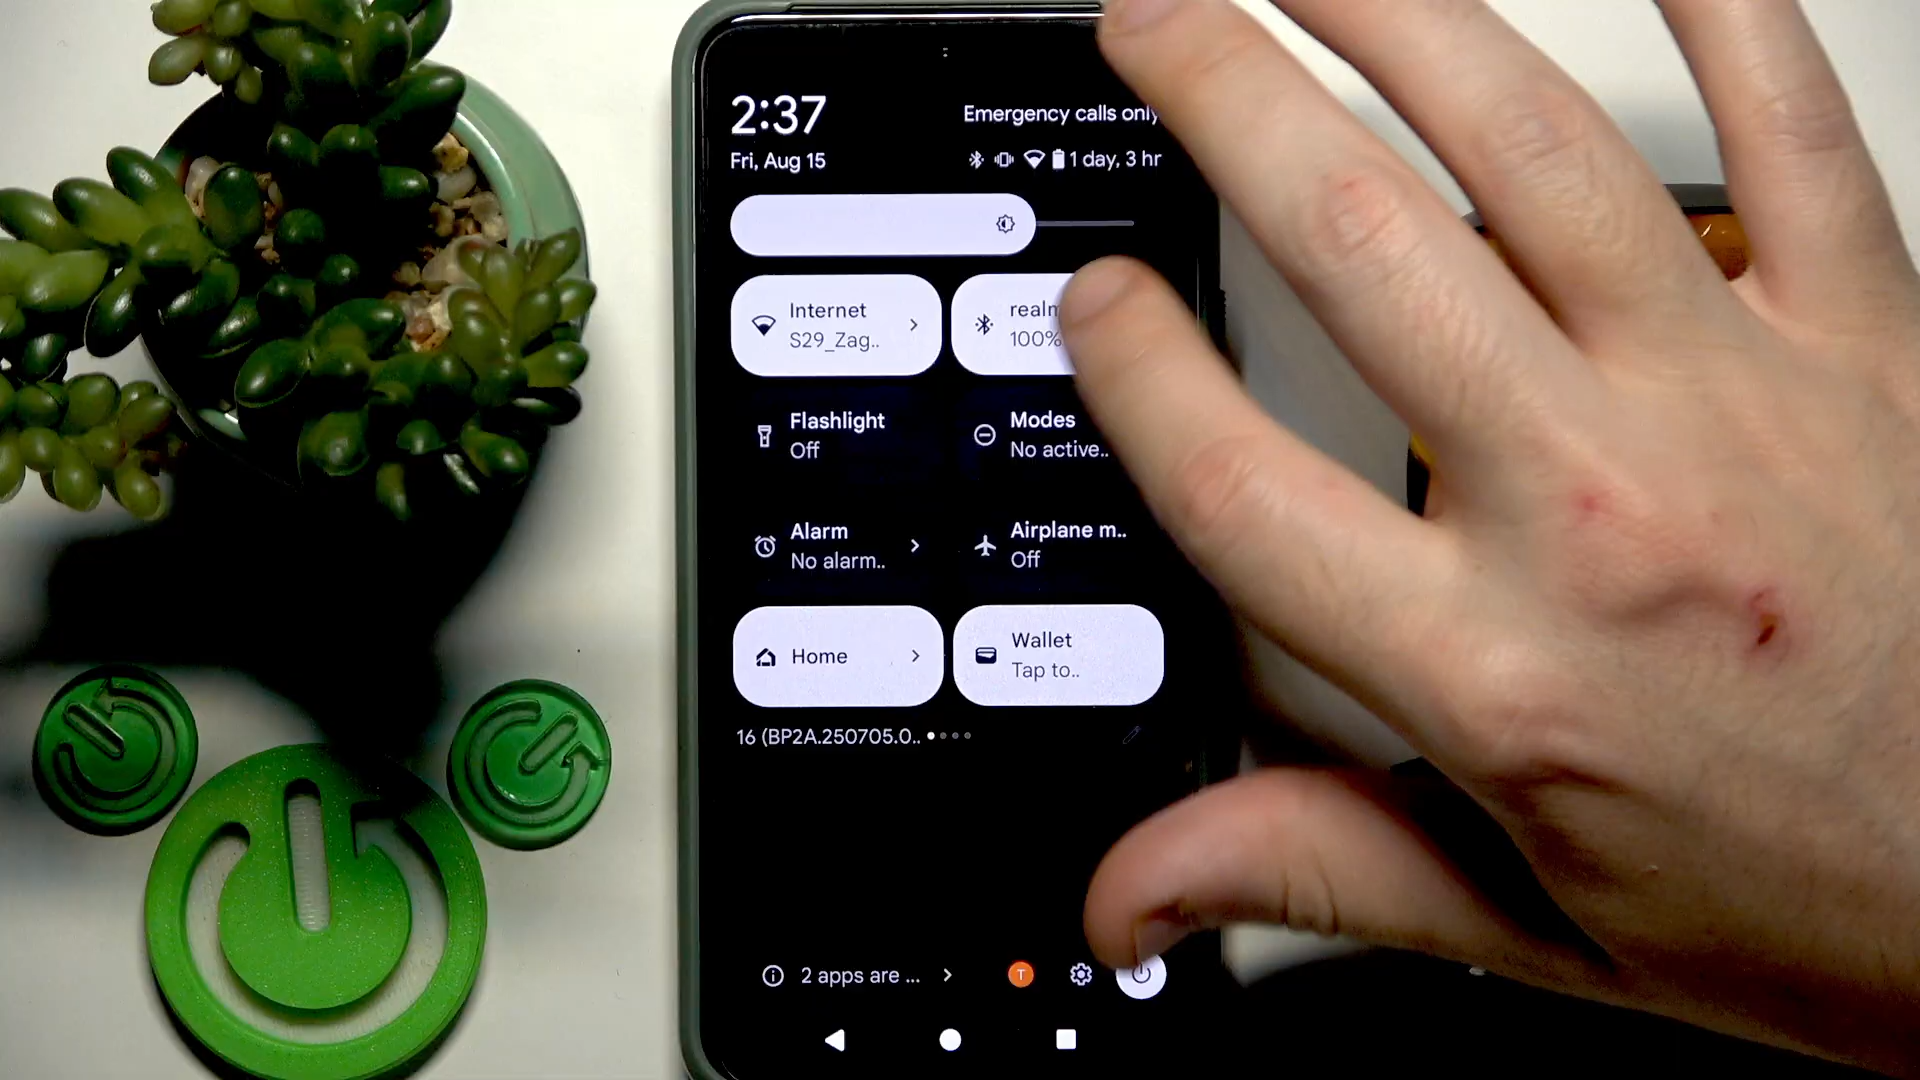 2:37
Emergency calls only
Fri, Aug 15
1 day, 3 hr
Internet
S29_Zag..
100%
Flashlight
Off
Modes
No active..
Alarm
No alarm..
Airplane m..
Off
Home
Wallet
Tap to..
16 (BP2A.250705.0..
2 apps are ...
T